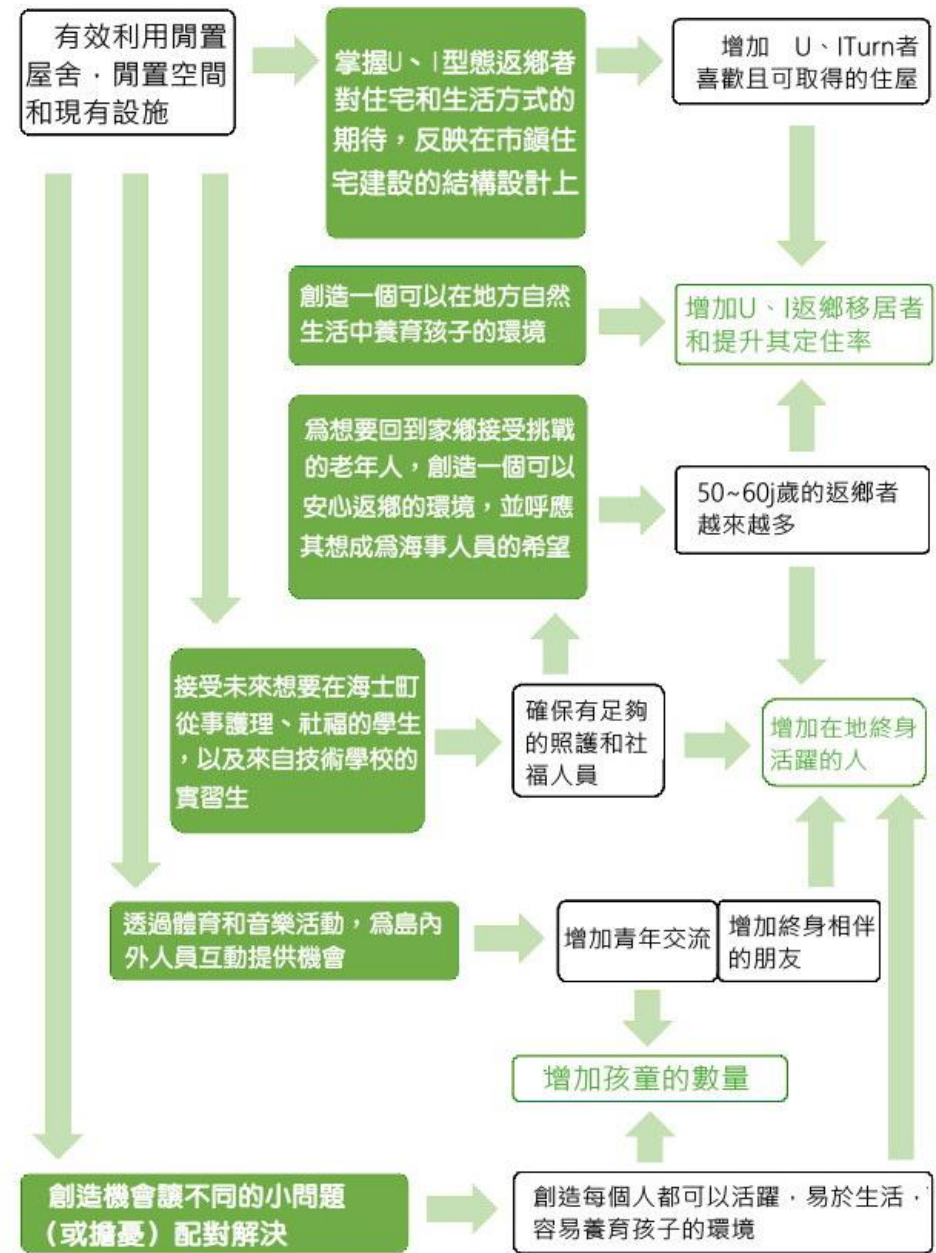 有效利用閒置
屋舍．閒置空間
和現有設施
掌握U、I型態返鄉者
對住宅和生活方式的
期待，反映在市鎮住
宅建設的結構設計上
增加 U、ITurn者
喜歡且可取得的住屋
創造一個可以在地方自然
生活中養育孩子的環境
增加U、I返鄉移居者
和提升其定住率
爲想要回到家鄉接受挑戰
的老年人，創造一個可以
安心返鄉的環境，並呼應
其想成爲海事人員的希望
50~60j歲的返鄉者
越來越多
接受未來想要在海士町
從事護理、社福的學生
，以及來自技術學校的
實習生
確保有足夠
的照護和社
福人員
增加在地終身
活躍的人
透過體育和音樂活動，爲島內
外人員互動提供機會
增加青年交流
增加終身相伴
的朋友
增加孩童的數量
創造機會讓不同的小問題
（或擔憂）配對解決
創造每個人都可以活躍．易於生活．
容易養育孩子的環境